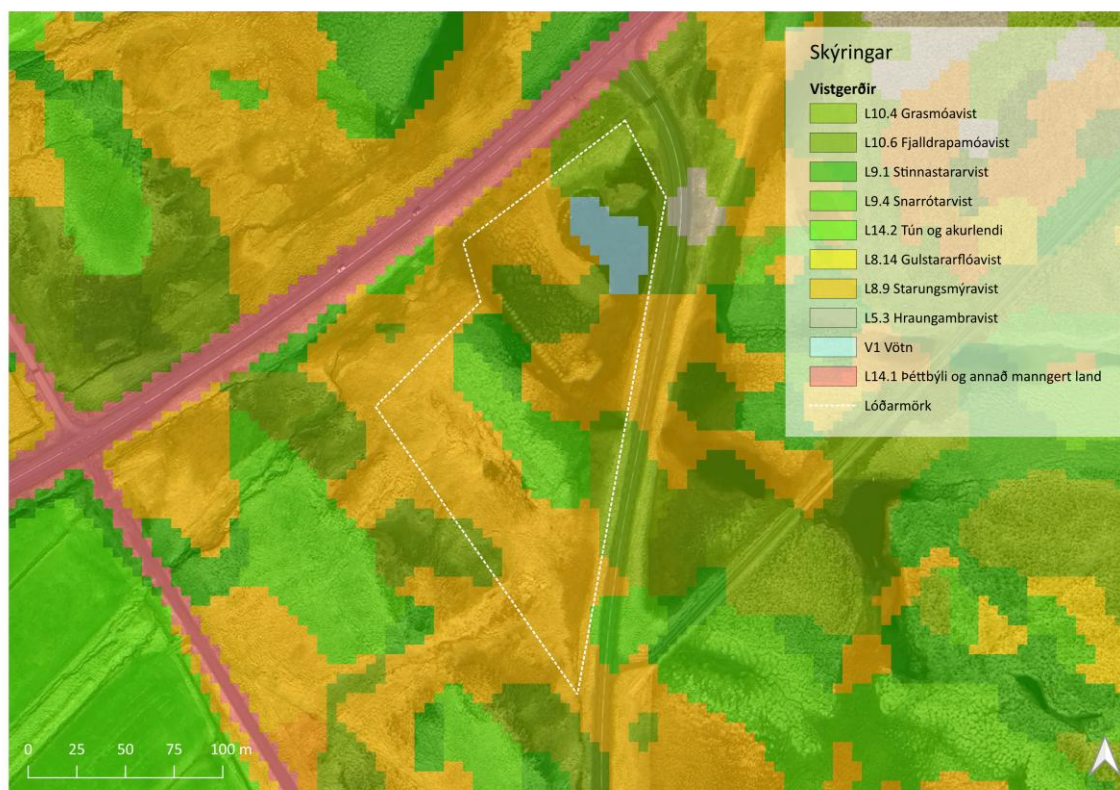 Skýringar
Vistgerðir
L10.4 Grasmóavist
L10.6 Fjalldrapamóavist
L9.1 Stinnastararvist
L9.4 Snarrótarvist
L14.2 Tún og akurlendi
L8.14 Gulstararflóavist
L8.9 Starungsmýravist
L5.3 Hraungambravist
V1 Vötn
L14.1 Þéttbýli og annað manngert land
Lóðarmörk
0 25 50 75 100 m